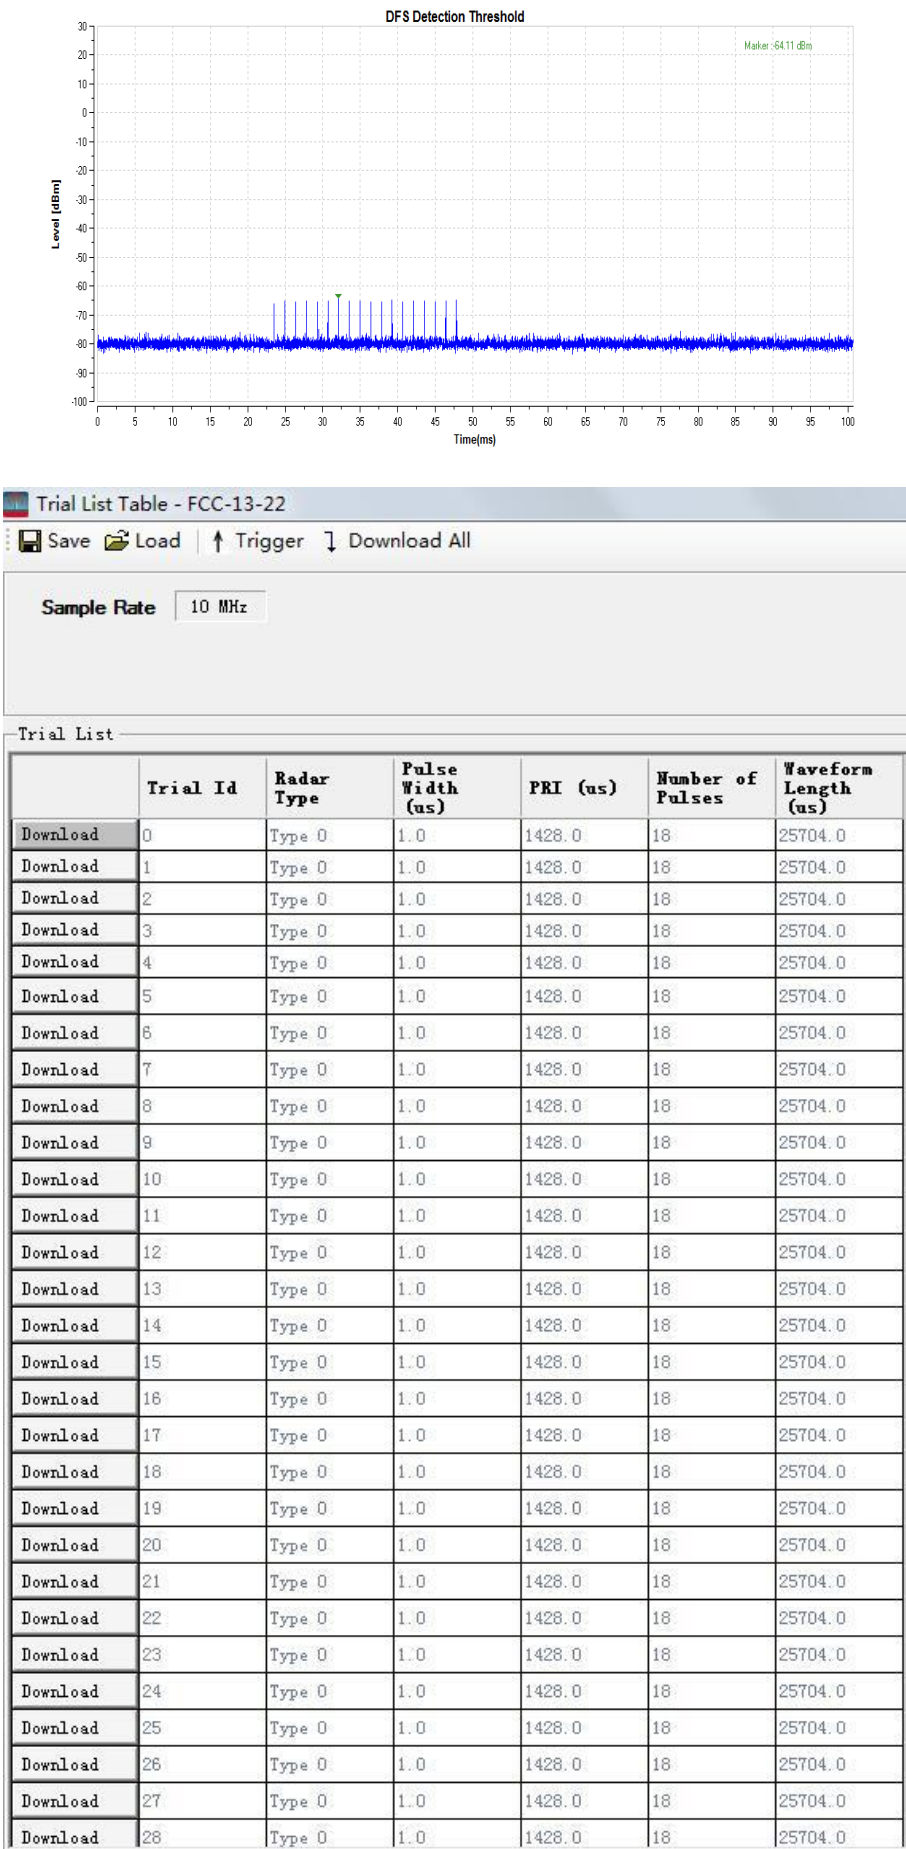 DFS Detection Threshold
Marker :-64.11 dBm
30
20
10
0
-10
-20
-30
-40
-50
-60
-70
-80
-90
-100
Level [dBm]
0 5 10 15 20 25 30 35 40 45 50 55 60 65 70 75 80 85 90 95 100
Time(ms)
Trial List Table - FCC-13-22
Save Load Trigger Download All
Sample Rate 10 MHz
Trial List
Trial Id Radar Type Pulse Width (us) PRI (us) Number of Pulses Waveform Length (us)
Download 0 Type 0 1.0 1428.0 18 25704.0
Download 1 Type 0 1.0 1428.0 18 25704.0
Download 2 Type 0 1.0 1428.0 18 25704.0
Download 3 Type 0 1.0 1428.0 18 25704.0
Download 4 Type 0 1.0 1428.0 18 25704.0
Download 5 Type 0 1.0 1428.0 18 25704.0
Download 6 Type 0 1.0 1428.0 18 25704.0
Download 7 Type 0 1.0 1428.0 18 25704.0
Download 8 Type 0 1.0 1428.0 18 25704.0
Download 9 Type 0 1.0 1428.0 18 25704.0
Download 10 Type 0 1.0 1428.0 18 25704.0
Download 11 Type 0 1.0 1428.0 18 25704.0
Download 12 Type 0 1.0 1428.0 18 25704.0
Download 13 Type 0 1.0 1428.0 18 25704.0
Download 14 Type 0 1.0 1428.0 18 25704.0
Download 15 Type 0 1.0 1428.0 18 25704.0
Download 16 Type 0 1.0 1428.0 18 25704.0
Download 17 Type 0 1.0 1428.0 18 25704.0
Download 18 Type 0 1.0 1428.0 18 25704.0
Download 19 Type 0 1.0 1428.0 18 25704.0
Download 20 Type 0 1.0 1428.0 18 25704.0
Download 21 Type 0 1.0 1428.0 18 25704.0
Download 22 Type 0 1.0 1428.0 18 25704.0
Download 23 Type 0 1.0 1428.0 18 25704.0
Download 24 Type 0 1.0 1428.0 18 25704.0
Download 25 Type 0 1.0 1428.0 18 25704.0
Download 26 Type 0 1.0 1428.0 18 25704.0
Download 27 Type 0 1.0 1428.0 18 25704.0
Download 28 Type 0 1.0 1428.0 18 25704.0